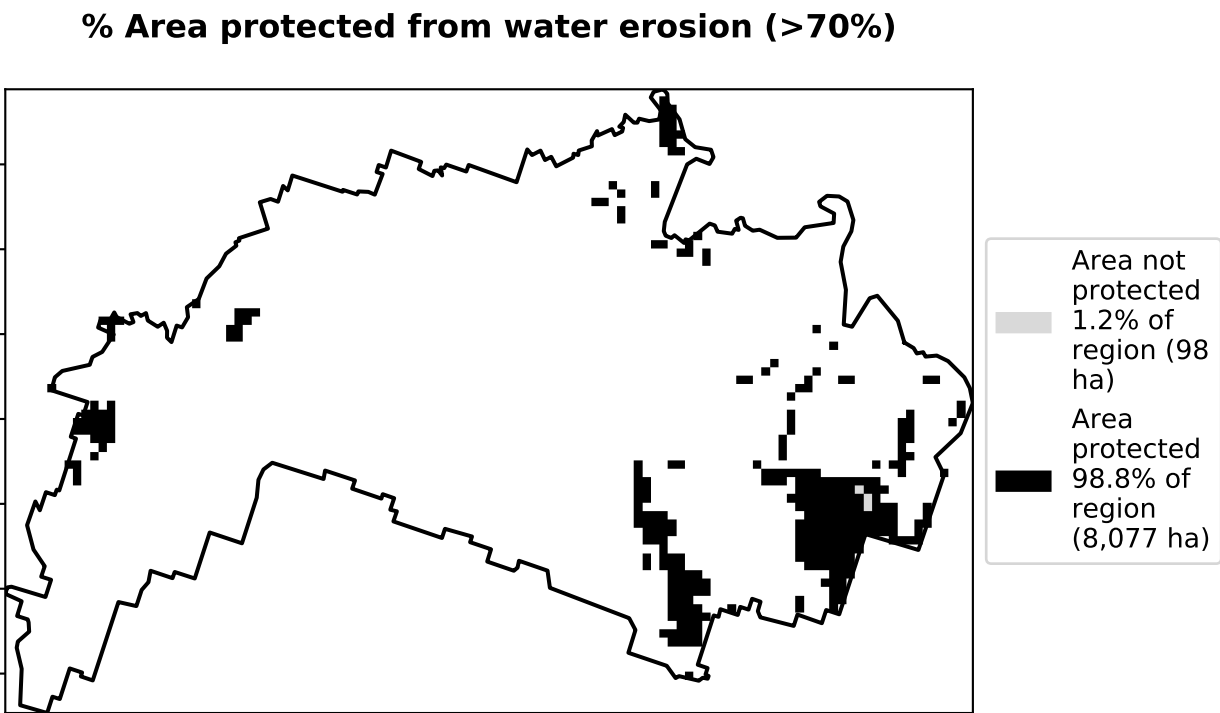 % Area protected from water erosion (>70%)
Area not
protected
1.2% of
region (98
ha)
Area
protected
98.8% of
region
(8,077 ha)